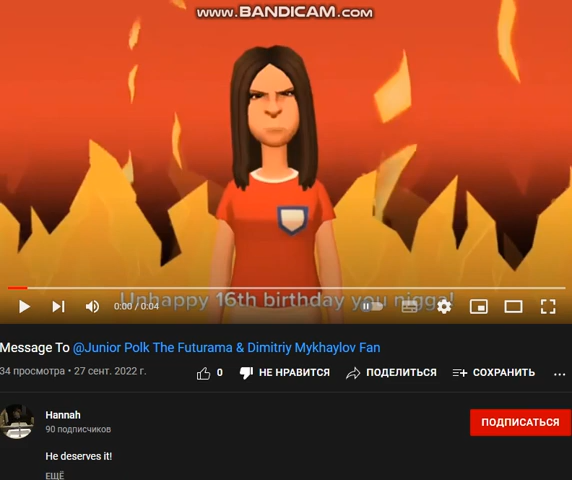 www.BANDICAM.com
Unhappy 16th birthday you nigga!
0:00 / 0:04
Message To @Junior Polk The Futurama & Dimitriy Mykhaylov Fan
34 просмотра • 27 сент. 2022 г.
0 НЕ НРАВИТСЯ ПОДЕЛИТЬСЯ СОХРАНИТЬ ...
Hannah
90 подписчиков
ПОДПИСАТЬСЯ
He deserves it!
ЕЩЁ